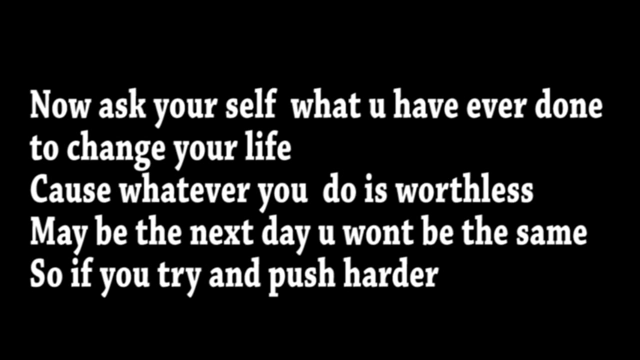 Now ask your self  what u have ever done
to change your life
Cause whatever you  do is worthless
May be the next day u wont be the same
So if you try and push harder